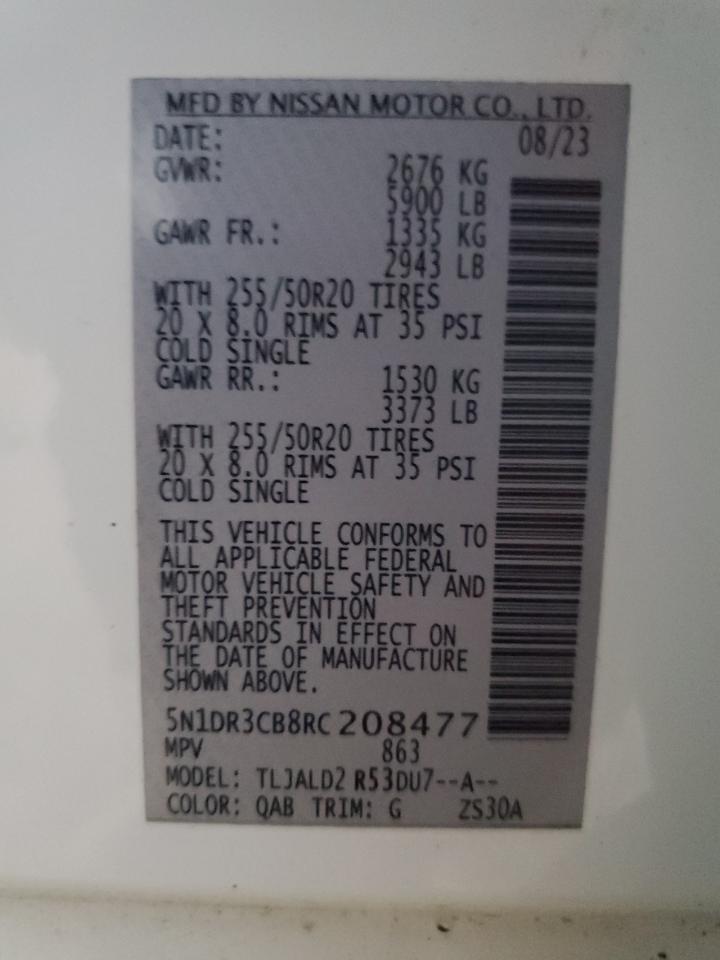 MFD BY NISSAN MOTOR CO., LTD.
DATE: 08/23
GVWR: 2676 KG
5900 LB
GAWR FR.: 1335 KG
2943 LB
WITH 255/50R20 TIRES
20 X 8.0 RIMS AT 35 PSI
COLD SINGLE
GAWR RR.: 1530 KG
3373 LB
WITH 255/50R20 TIRES
20 X 8.0 RIMS AT 35 PSI
COLD SINGLE
THIS VEHICLE CONFORMS TO
ALL APPLICABLE FEDERAL
MOTOR VEHICLE SAFETY AND
THEFT PREVENTION
STANDARDS IN EFFECT ON
THE DATE OF MANUFACTURE
SHOWN ABOVE.
5N1DR3CB8RC208477
MPV 863
MODEL: TLJALD2 R53DU7--A--
COLOR: QAB TRIM: G ZS30A